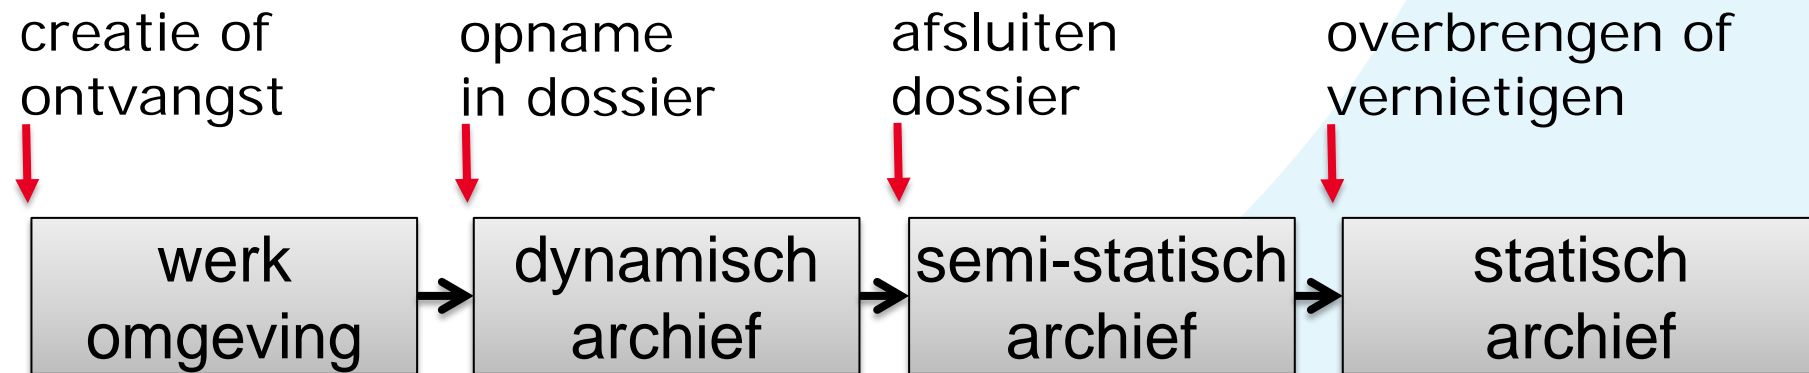 creatie of
ontvangst
opname
in dossier
afsluiten
dossier
overbrengen of
vernietigen
werk
omgeving
dynamisch
archief
semi-statisch
archief
statisch
archief